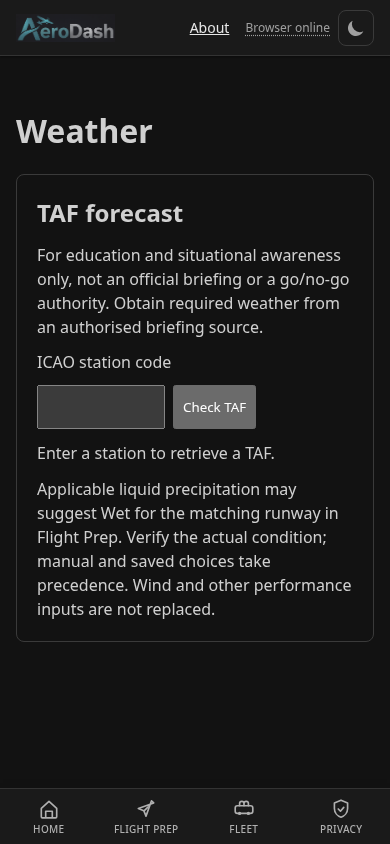 AeroDash
About
Browser online
Weather
TAF forecast
For education and situational awareness
only, not an official briefing or a go/no-go
authority. Obtain required weather from
an authorised briefing source.
ICAO station code
Check TAF
Enter a station to retrieve a TAF.
Applicable liquid precipitation may
suggest Wet for the matching runway in
Flight Prep. Verify the actual condition;
manual and saved choices take
precedence. Wind and other performance
inputs are not replaced.
HOME
FLIGHT PREP
FLEET
PRIVACY